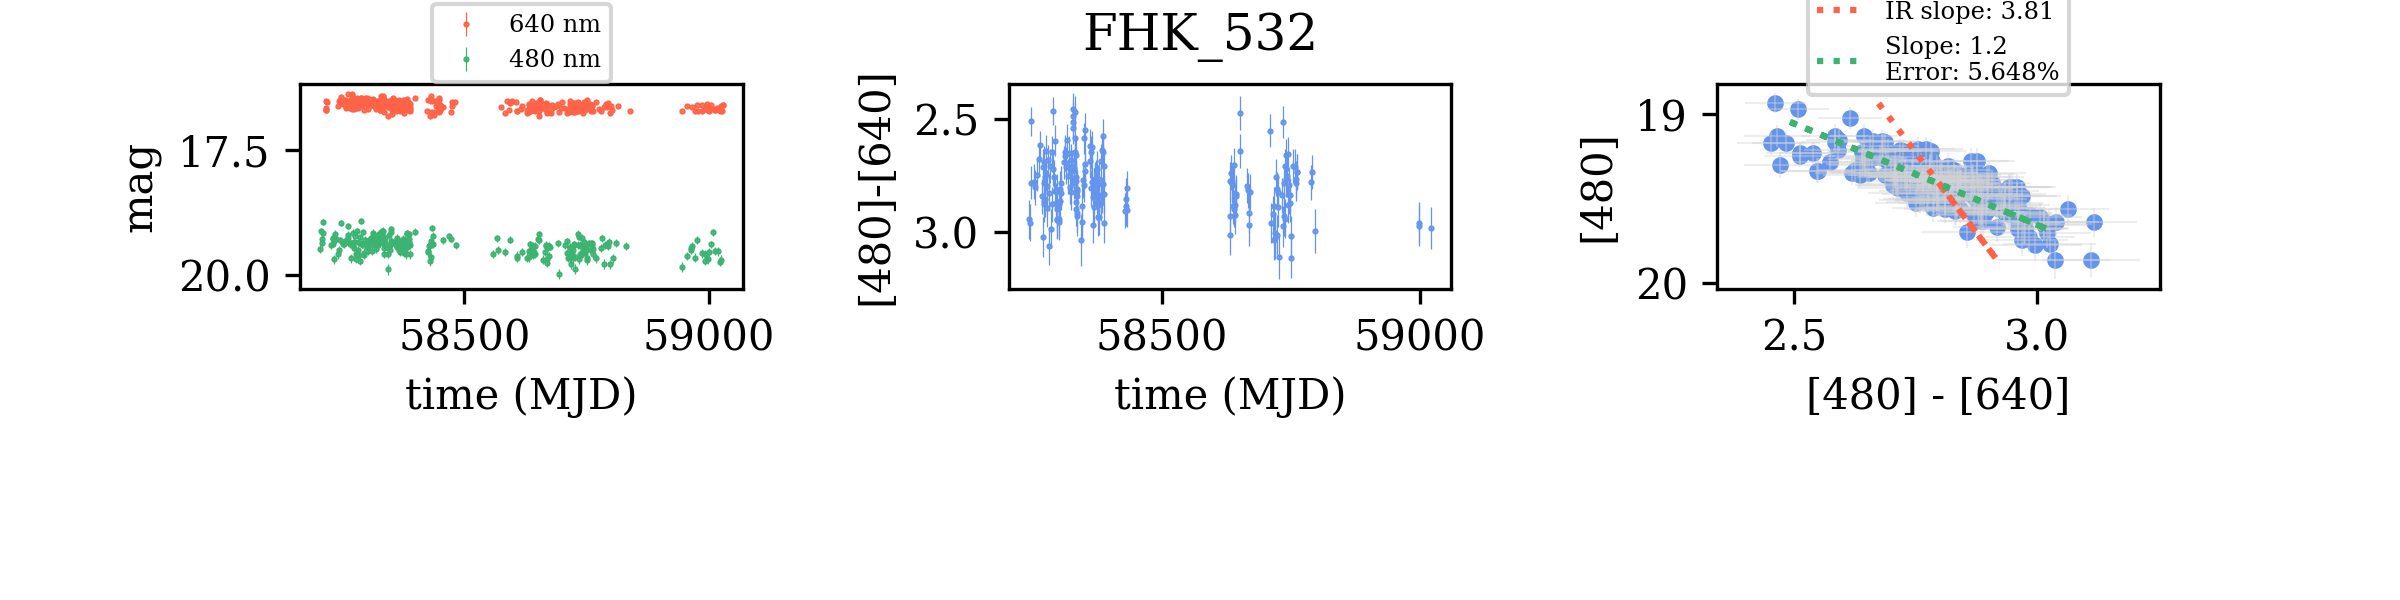 640 nm
480 nm
mag
17.5
20.0
58500
59000
time (MJD)
FHK_532
[480]-[640]
2.5
3.0
58500
59000
time (MJD)
IR slope: 3.81
Slope: 1.2
Error: 5.648%
[480]
19
20
2.5
3.0
[480] - [640]